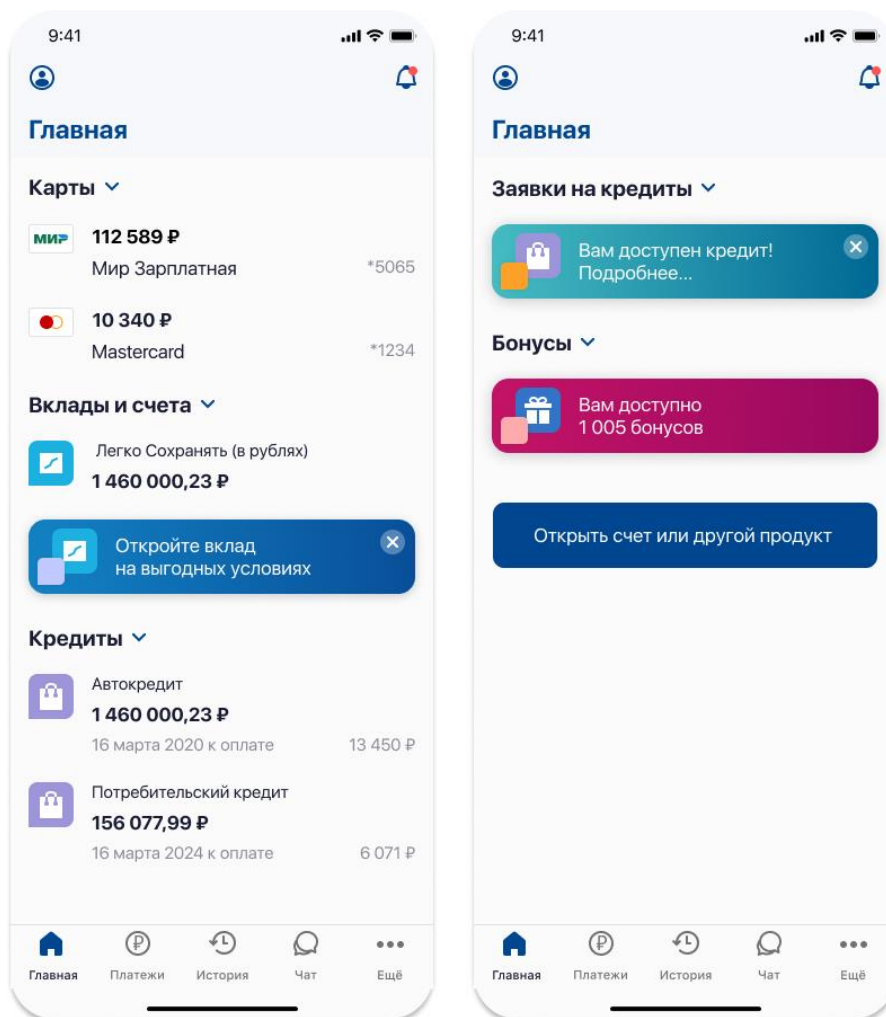 9:41
Главная
Карты
МИР
112 589 ₽
Мир Зарплатная *5065
10 340 ₽
Mastercard *1234
Вклады и счета
Легко Сохранять (в рублях)
1 460 000,23 ₽
Откройте вклад
на выгодных условиях
Кредиты
Автокредит
1 460 000,23 ₽
16 марта 2020 к оплате 13 450 ₽
Потребительский кредит
156 077,99 ₽
16 марта 2024 к оплате 6 071 ₽
Главная Платежи История Чат Ещё
9:41
Главная
Заявки на кредиты
Вам доступен кредит!
Подробнее...
Бонусы
Вам доступно
1 005 бонусов
Открыть счет или другой продукт
Главная Платежи История Чат Ещё